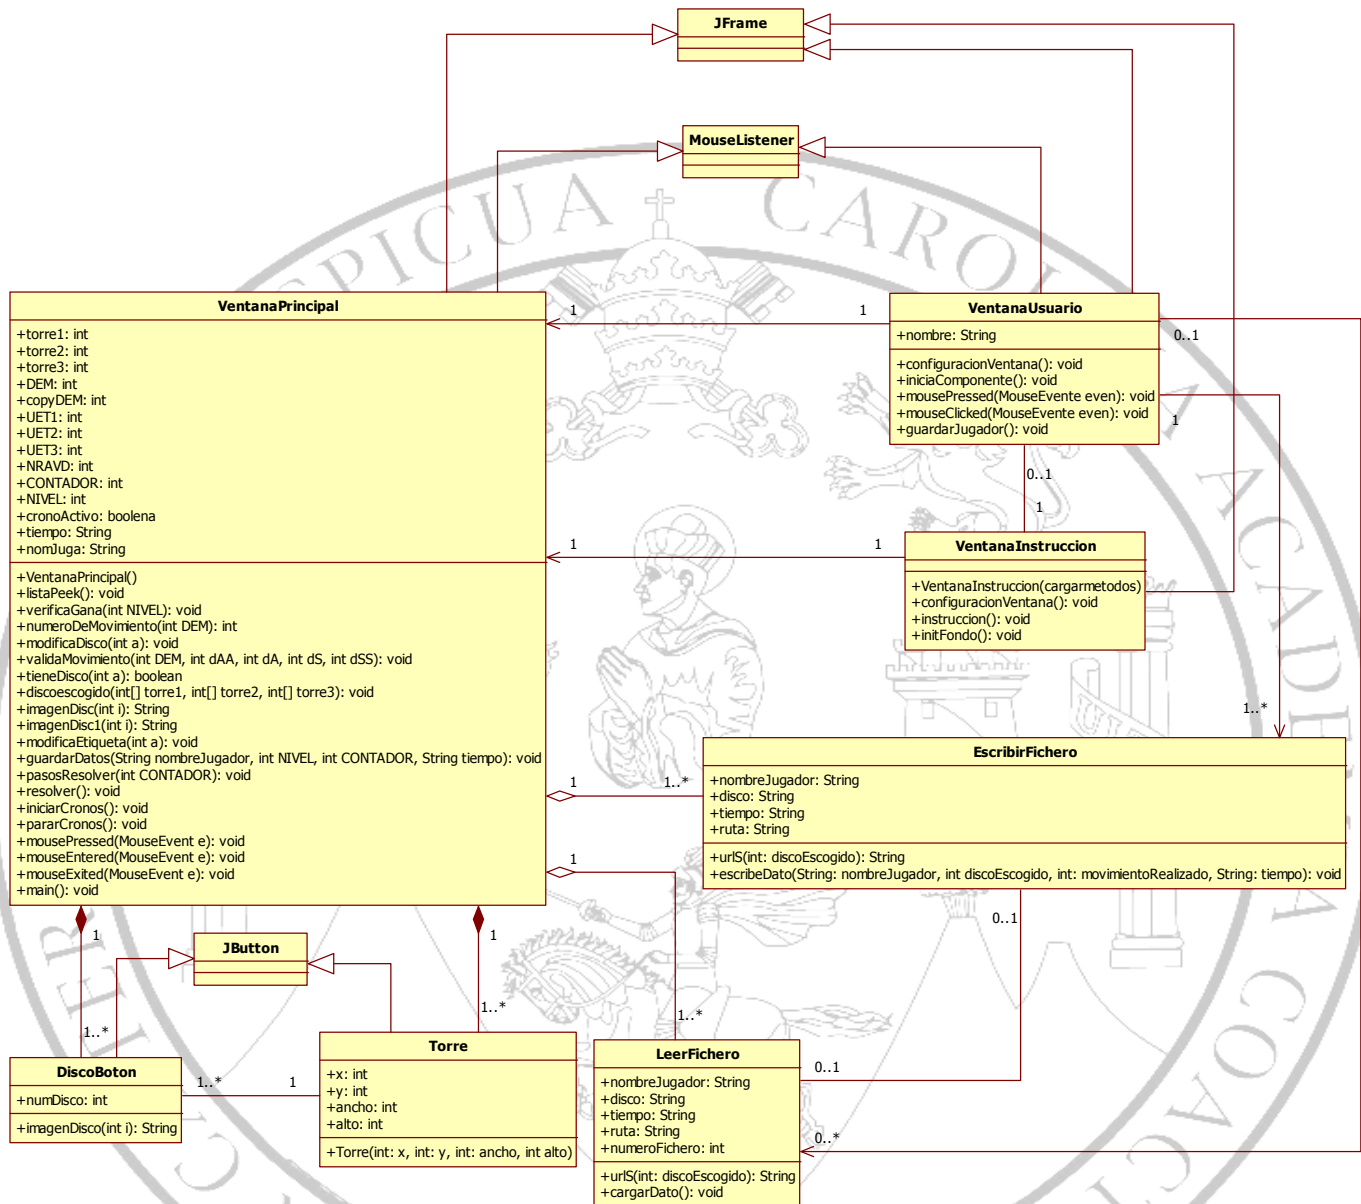 JFrame
MouseListener
SPICUA CAROLINA ACADEMIA COACTA
VentanaPrincipal
+torre1: int
+torre2: int
+torre3: int
+DEM: int
+copyDEM: int
+UET1: int
+UET2: int
+UET3: int
+NRAVD: int
+CONTADOR: int
+NIVEL: int
+cronoActivo: boolena
+tiempo: String
+nomJuga: String
+VentanaPrincipal()
+listaPeek(): void
+verificaGana(int NIVEL): void
+numeroDeMovimiento(int DEM): int
+modificaDisco(int a): void
+validaMovimiento(int DEM, int dAA, int dA, int dS, int dSS): void
+tieneDisco(int a): boolean
+discoescogido(int[] torre1, int[] torre2, int[] torre3): void
+imagenDisc(int i): String
+imagenDisc1(int i): String
+modificaEtiqueta(int a): void
+guardarDatos(String nombreJugador, int NIVEL, int CONTADOR, String tiempo): void
+pasosResolver(int CONTADOR): void
+resolver(): void
+iniciarCronos(): void
+pararCronos(): void
+mousePressed(MouseEvent e): void
+mouseEntered(MouseEvent e): void
+mouseExited(MouseEvent e): void
+main(): void
1
1
VentanaUsuario
+nombre: String
+configuracionVentana(): void
+iniciaComponente(): void
+mousePressed(MouseEvente even): void
+mouseClicked(MouseEvente even): void
+guardarJugador(): void
0..1
1
0..1
1
1
1
VentanaInstruccion
+VentanaInstruccion(cargarmetodos)
+configuracionVentana(): void
+instruccion(): void
+initFondo(): void
1..*
EscribirFichero
+nombreJugador: String
+disco: String
+tiempo: String
+ruta: String
+urlS(int: discoEscogido): String
+escribeDato(String: nombreJugador, int discoEscogido, int: movimientoRealizado, String: tiempo): void
1
1..*
1
0..1
1
1
JButton
1..*
1..*
1..*
DiscoBoton
+numDisco: int
+imagenDisco(int i): String
1..*
1
Torre
+x: int
+y: int
+ancho: int
+alto: int
+Torre(int: x, int: y, int: ancho, int alto)
LeerFichero
+nombreJugador: String
+disco: String
+tiempo: String
+ruta: String
+numeroFichero: int
+urlS(int: discoEscogido): String
+cargarDato(): void
0..1
0..*